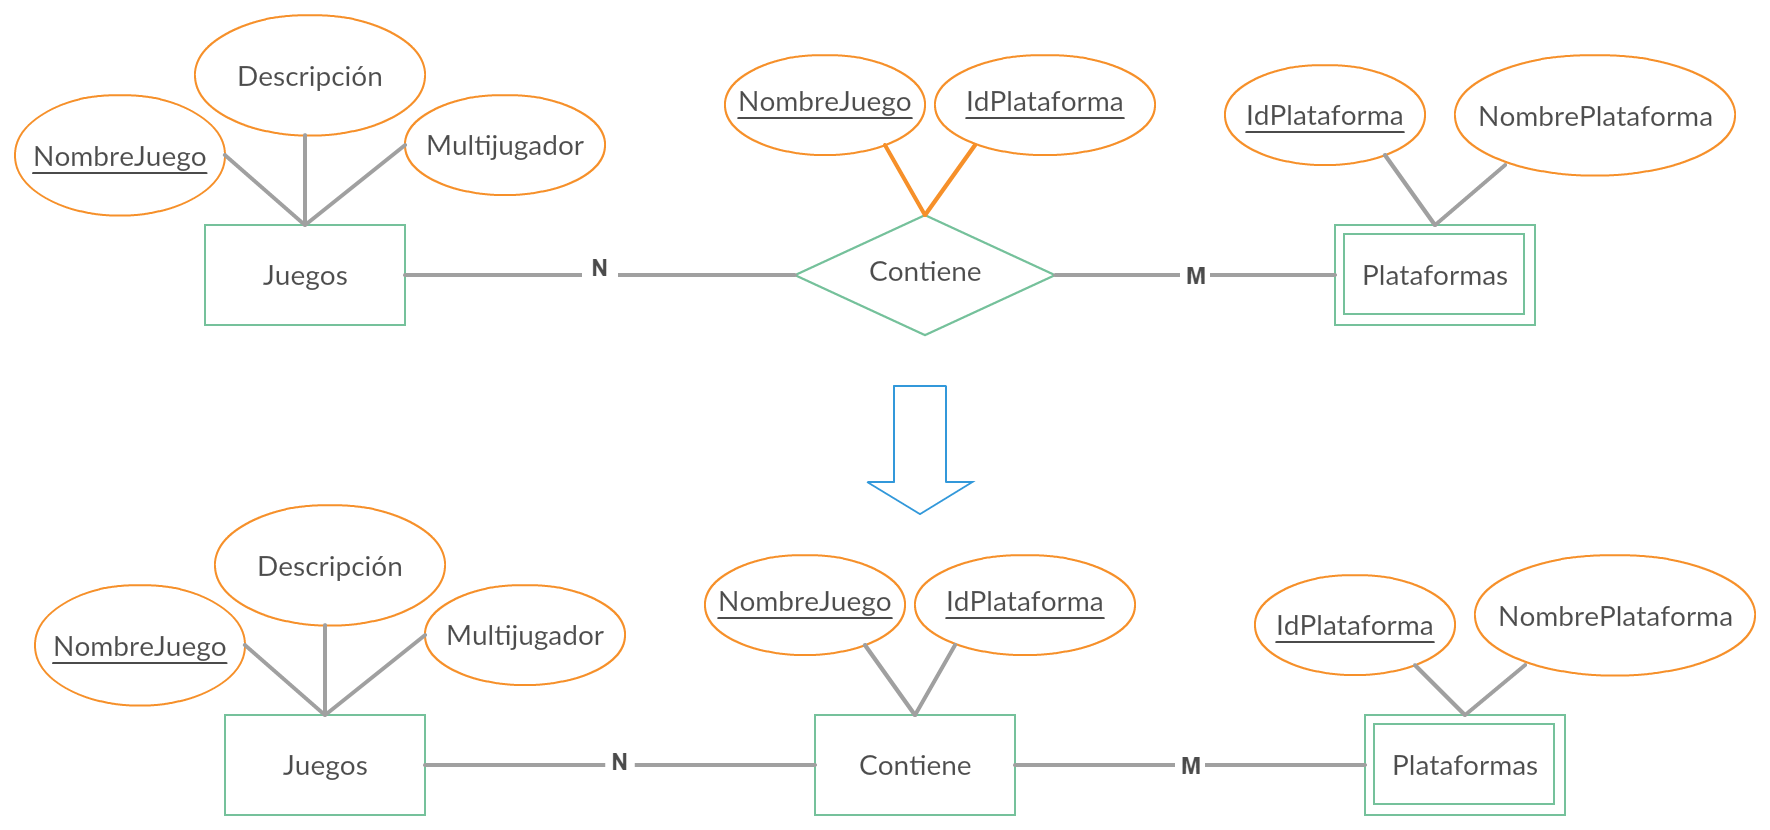 Descripción
NombreJuego
Multijugador
NombreJuego
IdPlataforma
IdPlataforma
NombrePlataforma
Juegos
N
Contiene
M
Plataformas
Descripción
NombreJuego
Multijugador
NombreJuego
IdPlataforma
IdPlataforma
NombrePlataforma
Juegos
N
Contiene
M
Plataformas